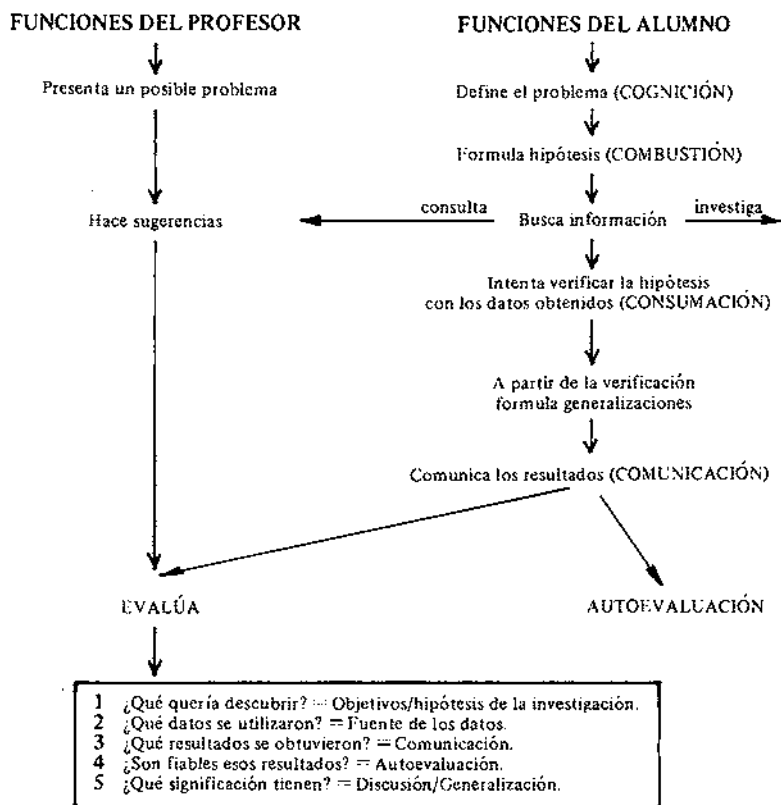 FUNCIONES DEL PROFESOR
Presenta un posible problema
Hace sugerencias
EVALÚA
FUNCIONES DEL ALUMNO
Define el problema (COGNICIÓN)
Formula hipótesis (COMBUSTIÓN)
consulta
Busca información
investiga
Intenta verificar la hipótesis
con los datos obtenidos (CONSUMACIÓN)
A partir de la verificación
formula generalizaciones
Comunica los resultados (COMUNICACIÓN)
AUTOEVALUACIÓN
1 ¿Qué quería descubrir? = Objetivos/hipótesis de la investigación.
2 ¿Qué datos se utilizaron? = Fuente de los datos.
3 ¿Qué resultados se obtuvieron? = Comunicación.
4 ¿Son fiables esos resultados? = Autoevaluación.
5 ¿Qué significación tienen? = Discusión/Generalización.